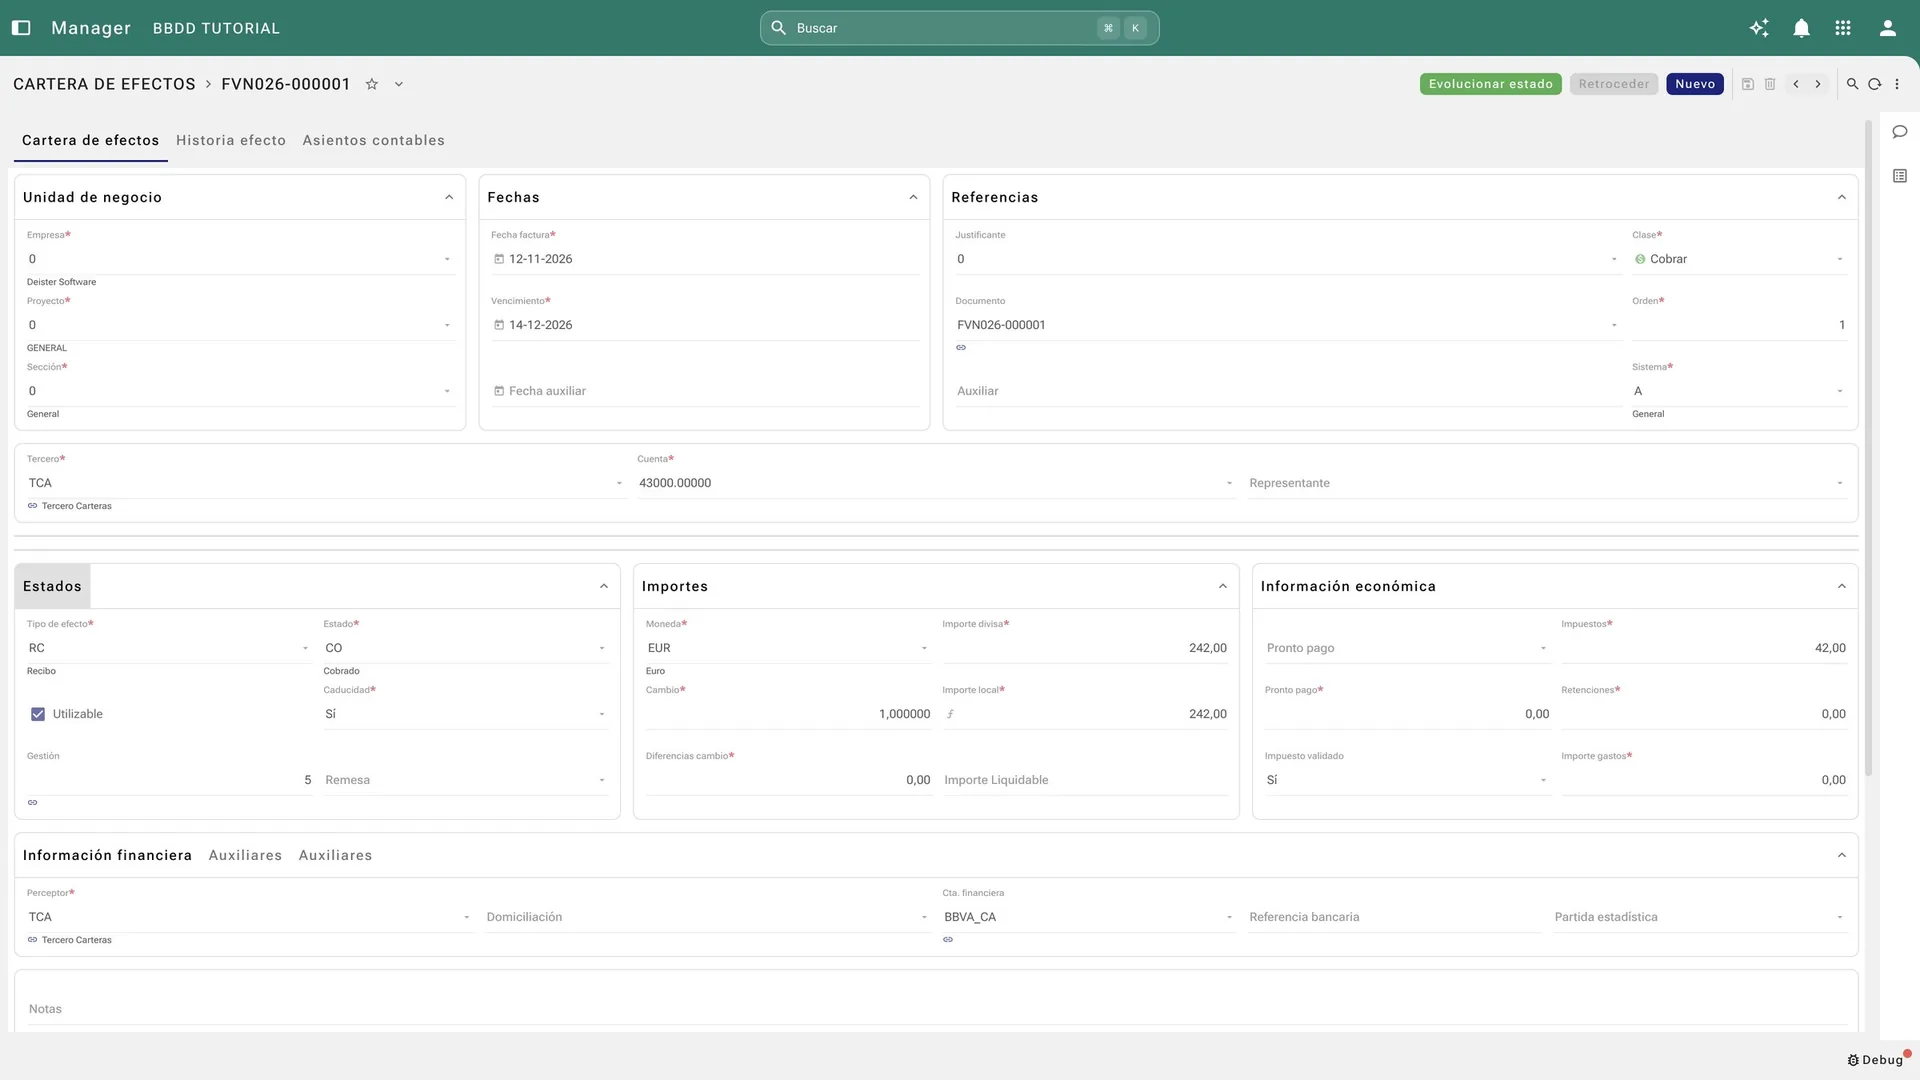 Manager BBDD TUTORIAL Buscar ⌘ K
CARTERA DE EFECTOS > FVN026-000001 Evolucionar estado Retroceder Nuevo
Cartera de efectos Historia efecto Asientos contables
Unidad de negocio
Empresa*
0
Deister Software
Proyecto*
0
GENERAL
Sección*
0
General
Fechas
Fecha factura*
12-11-2026
Vencimiento*
14-12-2026
Fecha auxiliar
Referencias
Justificante Clase*
0 Cobrar
Documento Orden*
FVN026-000001 1
Sistema*
Auxiliar A
General
Tercero* Cuenta*
TCA 43000.00000 Representante
Tercero Carteras
Estados
Tipo de efecto* Estado*
RC CO
Recibo Cobrado
Caducidad*
Utilizable Sí
Gestión
5 Remesa
Importes
Moneda* Importe divisa*
EUR 242,00
Euro
Cambio* Importe local*
1,000000 242,00
Diferencias cambio*
0,00 Importe Liquidable
Información económica
Impuestos*
Pronto pago 42,00
Pronto pago* Retenciones*
0,00 0,00
Impuesto validado Importe gastos*
Sí 0,00
Información financiera Auxiliares Auxiliares
Perceptor* Cta. financiera
TCA Domiciliación BBVA_CA Referencia bancaria Partida estadística
Tercero Carteras
Notas
Debug